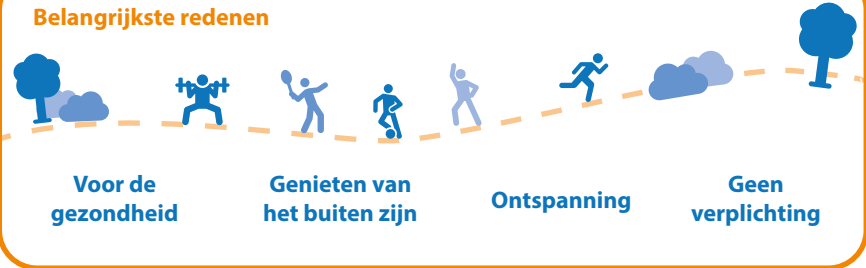 Belangrijkste redenen
Voor de
gezondheid
Genieten van
het buiten zijn
Ontspanning
Geen
verplichting